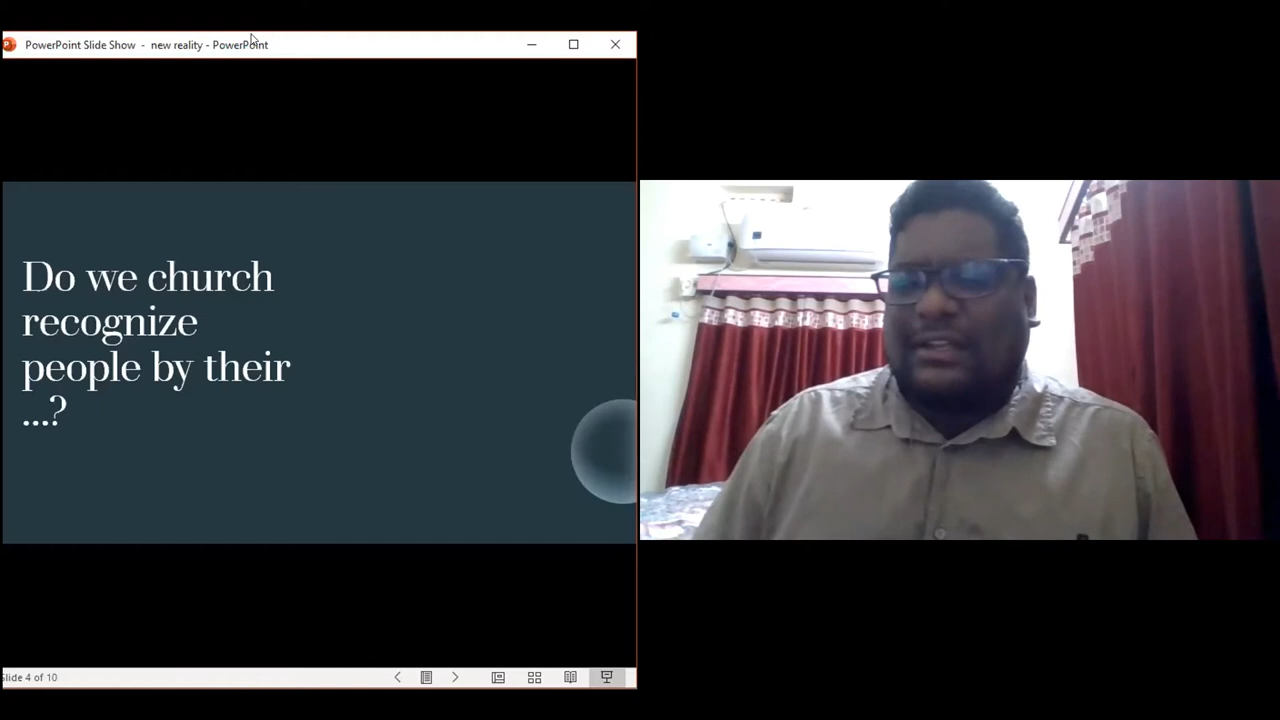 PowerPoint Slide Show - new reality - PowerPoint
Do we church
recognize
people by their
...?
Slide 4 of 10